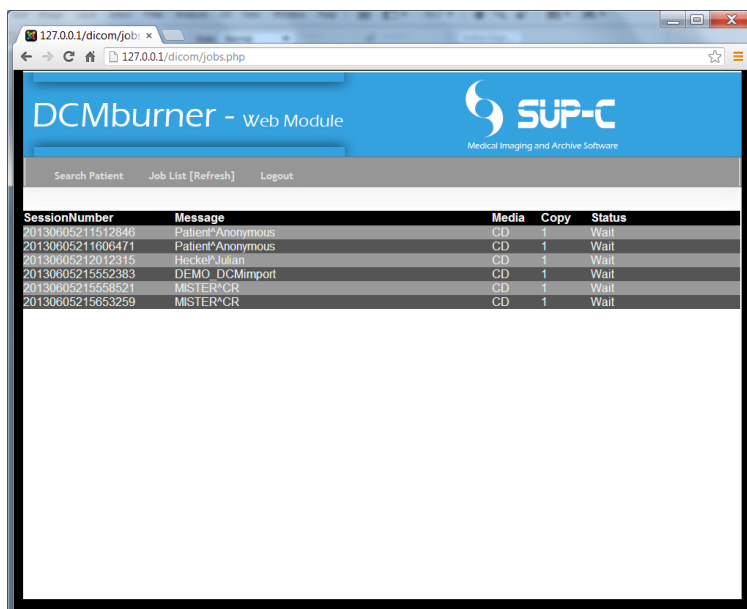 127.0.0.1/dicom/job: ×
127.0.0.1/dicom/jobs.php
DCMburner - Web Module
SUP-C
Medical Imaging and Archive Software
Search Patient Job List [Refresh] Logout
SessionNumber Message Media Copy Status
20130605211512846 Patient^Anonymous CD 1 Wait
20130605211606471 Patient^Anonymous CD 1 Wait
20130605212012315 Heckel^Julian CD 1 Wait
20130605215552383 DEMO_DCMimport CD 1 Wait
20130605215558521 MISTER^CR CD 1 Wait
20130605215653259 MISTER^CR CD 1 Wait